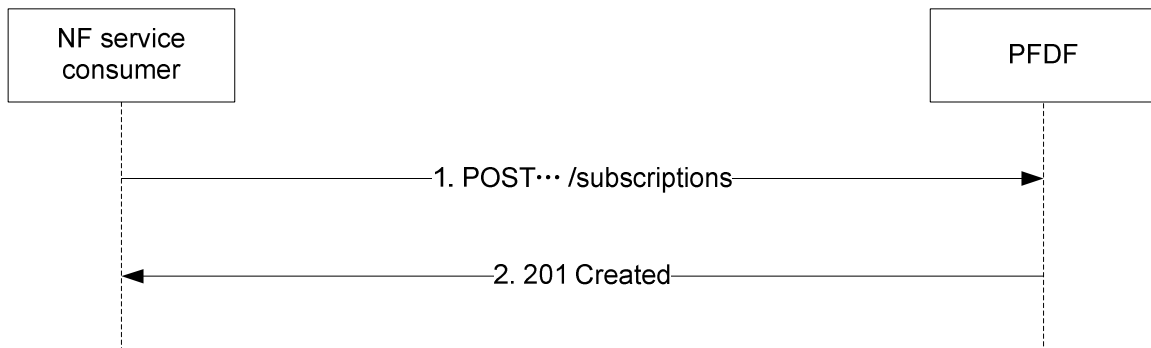 NF service
consumer
PFDF
1. POST··· /subscriptions
2. 201 Created